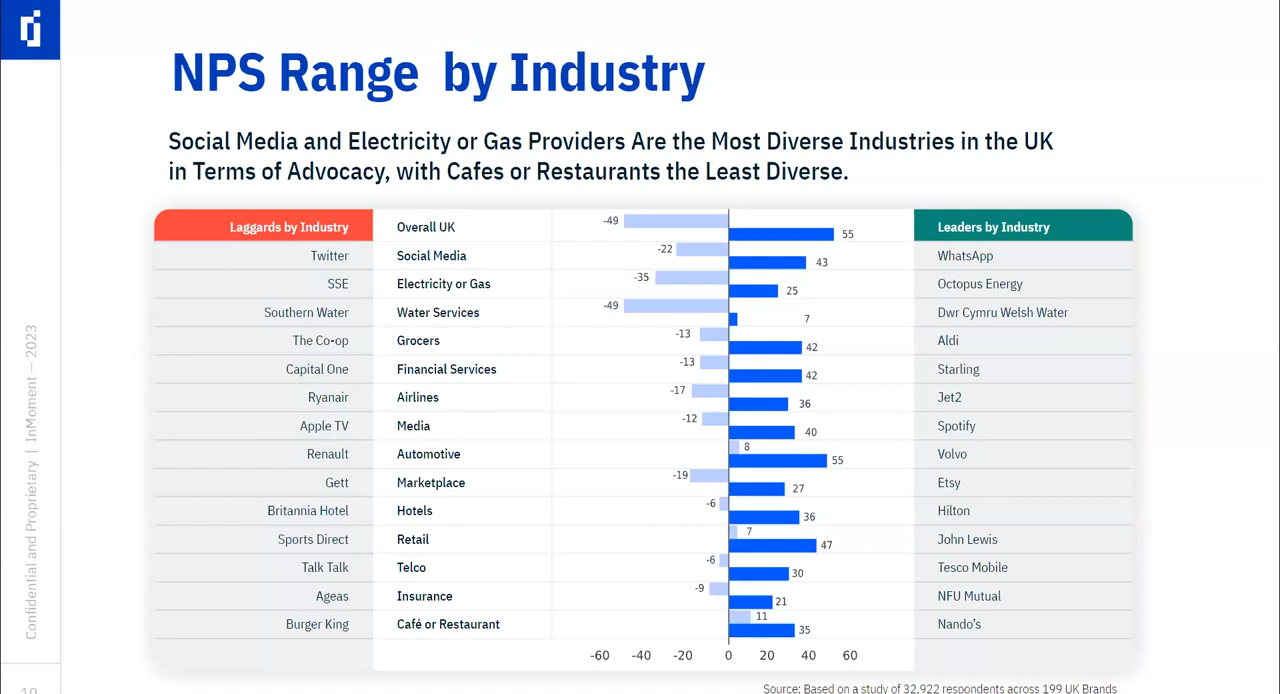 NPS Range by Industry
Social Media and Electricity or Gas Providers Are the Most Diverse Industries in the UK
in Terms of Advocacy, with Cafes or Restaurants the Least Diverse.
Laggards by Industry Overall UK -49 55 Leaders by Industry
Twitter Social Media -22 43 WhatsApp
SSE Electricity or Gas -35 25 Octopus Energy
Southern Water Water Services -49 7 Dwr Cymru Welsh Water
The Co-op Grocers -13 42 Aldi
Capital One Financial Services -13 42 Starling
Ryanair Airlines -17 36 Jet2
Apple TV Media -12 40 Spotify
Renault Automotive 8 55 Volvo
Gett Marketplace -19 27 Etsy
Britannia Hotel Hotels -6 36 Hilton
Sports Direct Retail 7 47 John Lewis
Talk Talk Telco -6 30 Tesco Mobile
Ageas Insurance -9 21 NFU Mutual
Burger King Café or Restaurant 11 35 Nando's
-60 -40 -20 0 20 40 60
Source: Based on a study of 32,922 respondents across 199 UK Brands
Confidential and Proprietary | InMoment – 2023